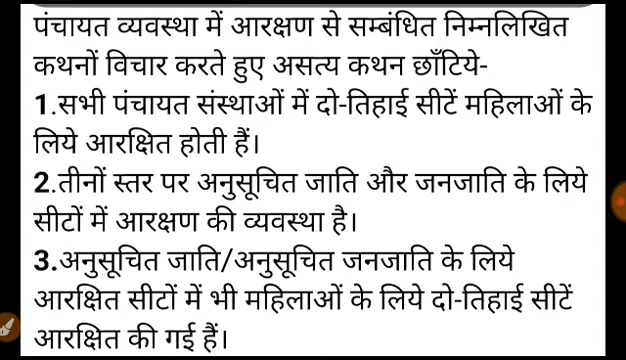 पंचायत व्यवस्था में आरक्षण से सम्बंधित निम्नलिखित
कथनों विचार करते हुए असत्य कथन छाँटिये-
1.सभी पंचायत संस्थाओं में दो-तिहाई सीटें महिलाओं के
लिये आरक्षित होती हैं।
2.तीनों स्तर पर अनुसूचित जाति और जनजाति के लिये
सीटों में आरक्षण की व्यवस्था है।
3.अनुसूचित जाति/अनुसूचित जनजाति के लिये
आरक्षित सीटों में भी महिलाओं के लिये दो-तिहाई सीटें
आरक्षित की गई हैं।